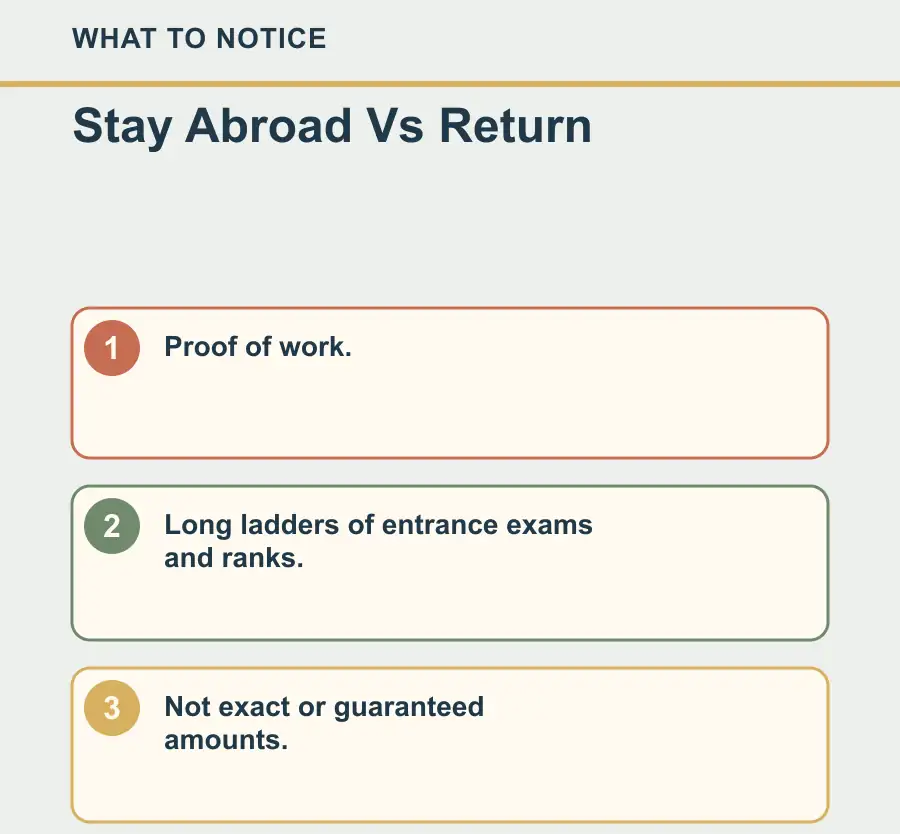 WHAT TO NOTICE
Stay Abroad Vs Return
1
Proof of work.
2
Long ladders of entrance exams
and ranks.
3
Not exact or guaranteed
amounts.